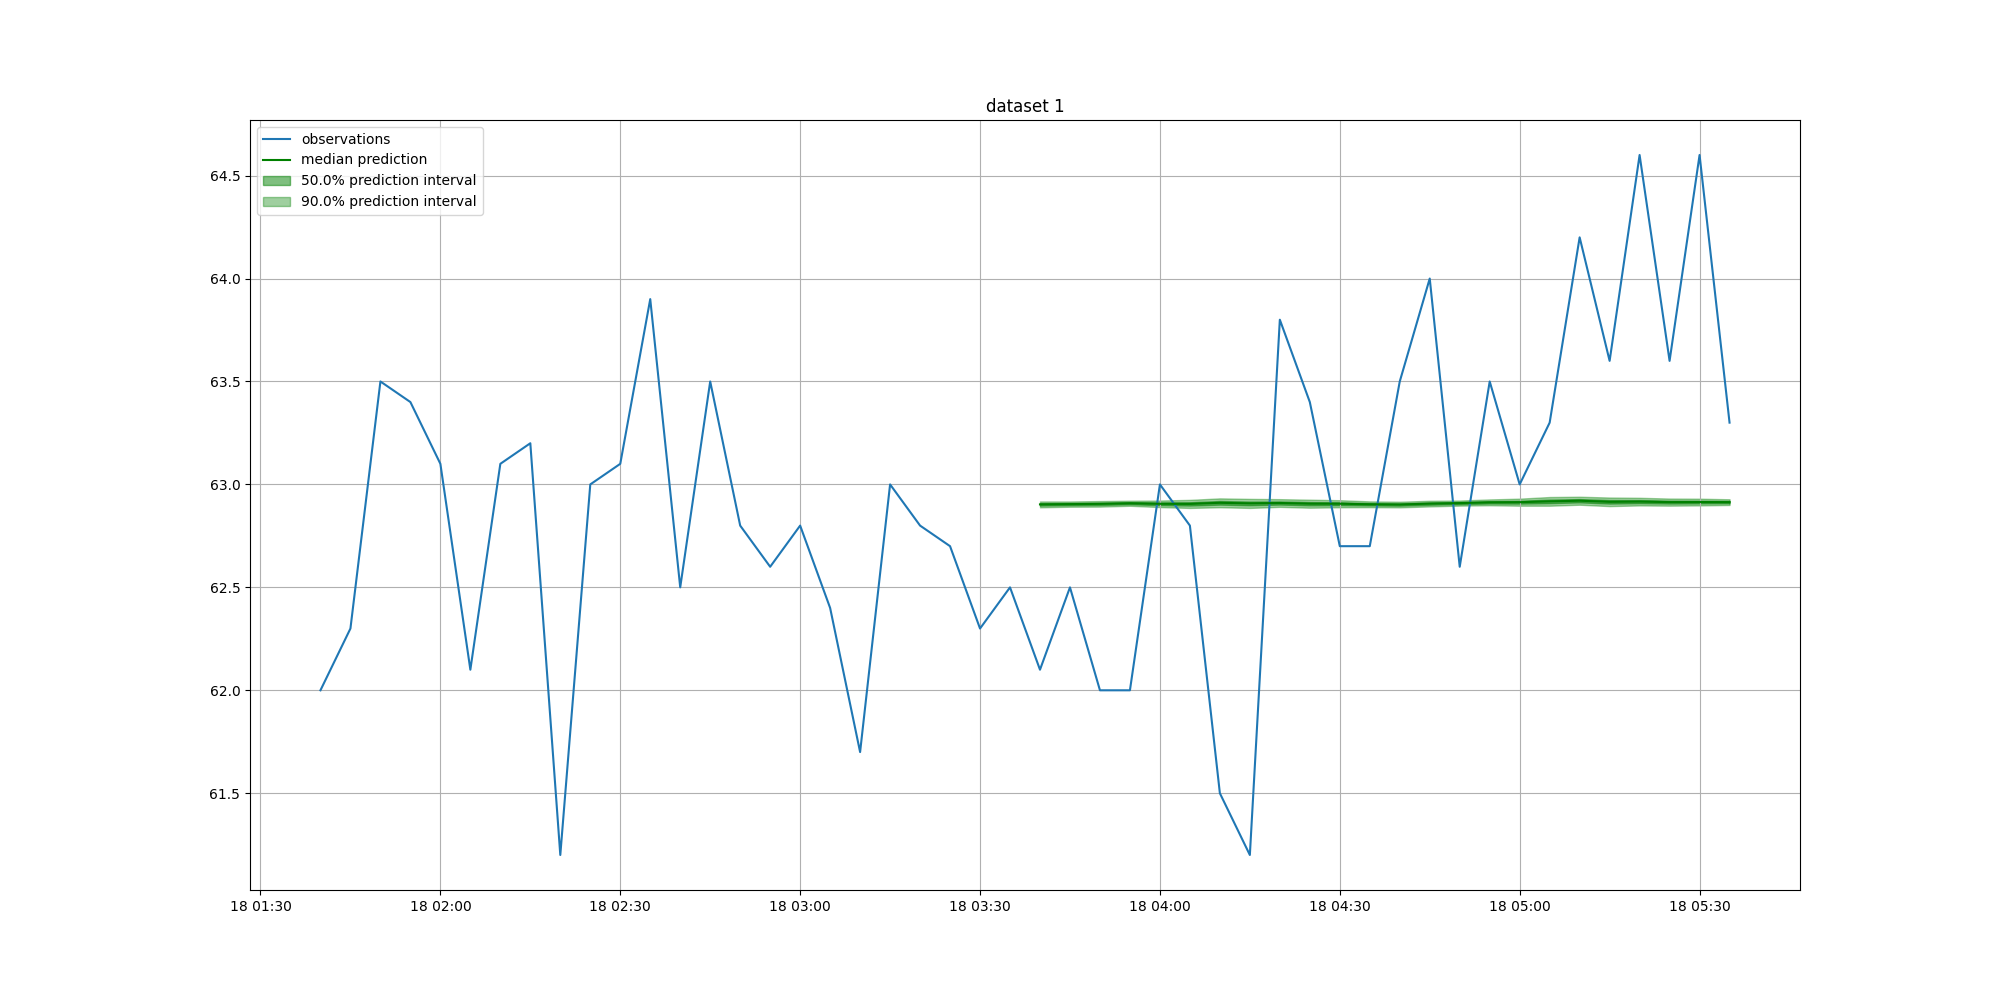 dataset 1
observations
median prediction
50.0% prediction interval
90.0% prediction interval
64.5
64.0
63.5
63.0
62.5
62.0
61.5
18 01:30 18 02:00 18 02:30 18 03:00 18 03:30 18 04:00 18 04:30 18 05:00 18 05:30